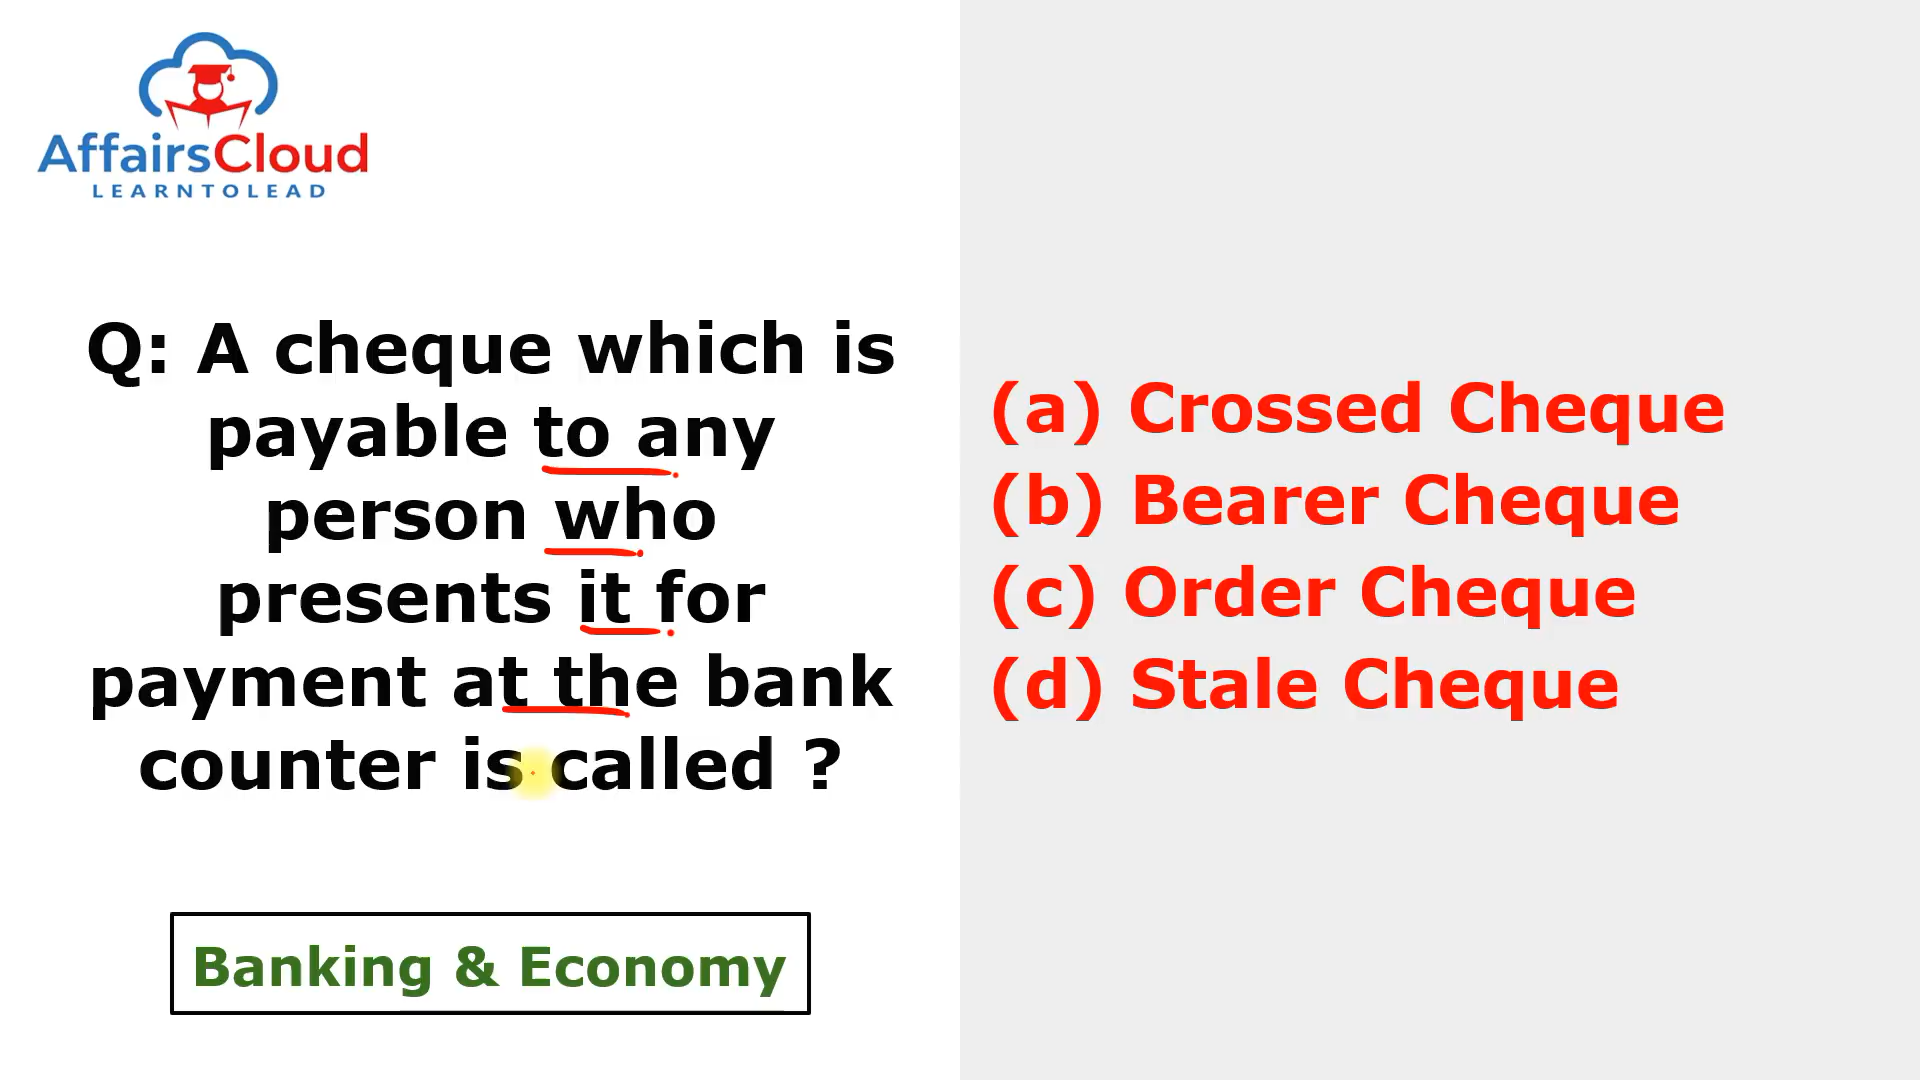 AffairsCloud
LEARNTOLEAD
Q: A cheque which is
payable to any
person who
presents it for
payment at the bank
counter is called ?
Banking & Economy
(a) Crossed Cheque
(b) Bearer Cheque
(c) Order Cheque
(d) Stale Cheque